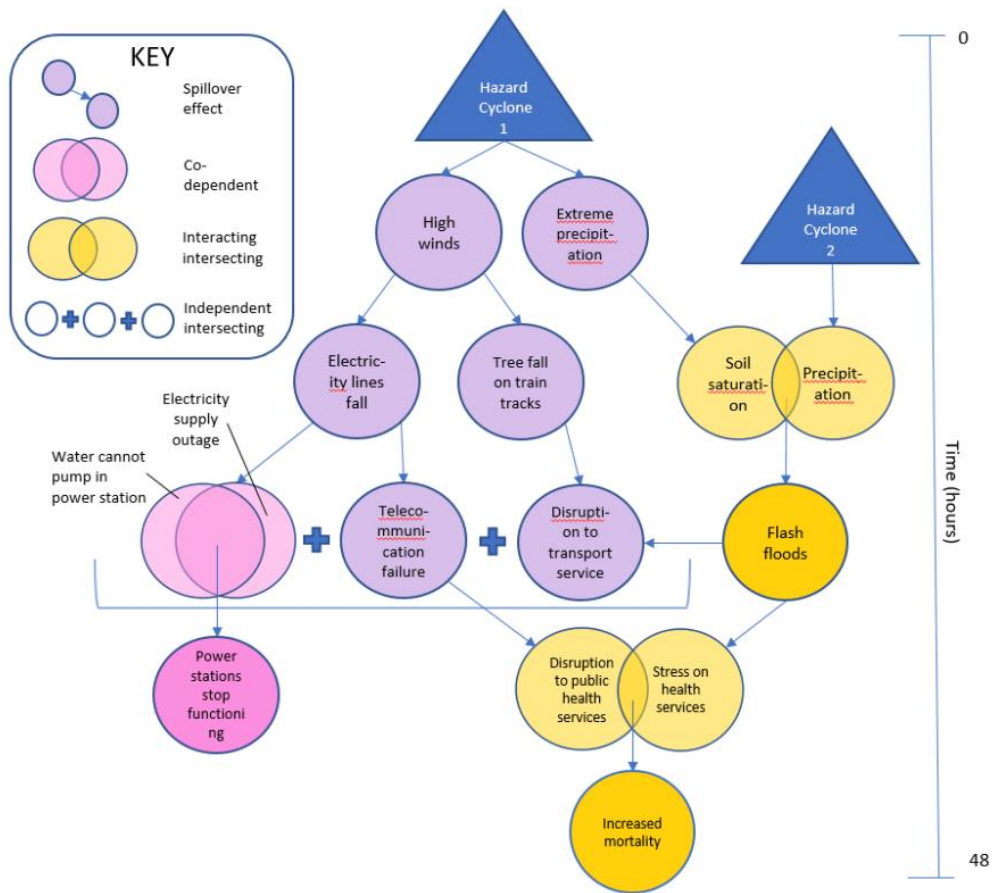 KEY
Spillover
effect
Co-
dependent
Interacting
intersecting
Independent
intersecting
0
Hazard
Cyclone
1
Hazard
Cyclone
2
High
winds
Extreme
precipit-
ation
Electric-
ity lines
fall
Tree fall
on train
tracks
Soil
saturati-
on
Precipit-
ation
Electricity
supply
outage
Water cannot
pump in
power station
Teleco-
mmuni-
cation
failure
Disrupti-
on to
transport
service
Flash
floods
Time (hours)
Power
stations
stop
functioni
ng
Disruption
to public
health
services
Stress on
health
services
Increased
mortality
48